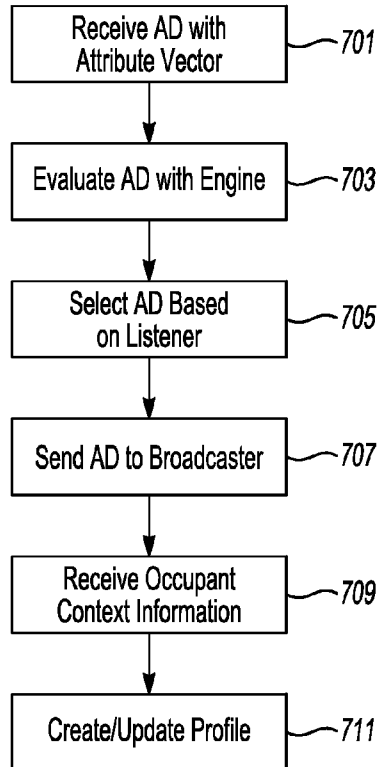 Receive AD with
Attribute Vector
701
Evaluate AD with Engine
703
Select AD Based
on Listener
705
Send AD to Broadcaster
707
Receive Occupant
Context Information
709
Create/Update Profile
711